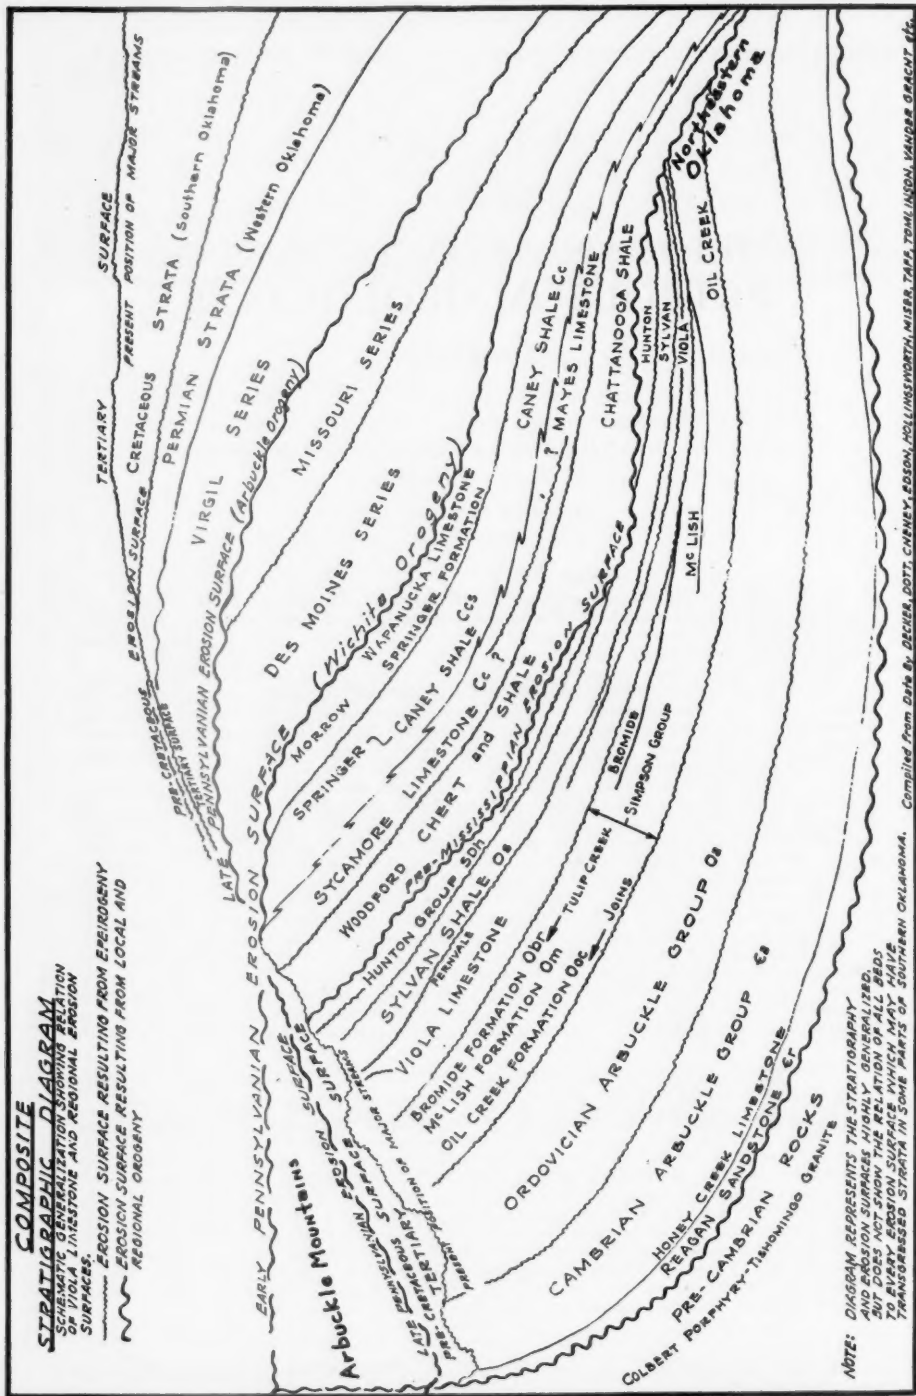 COMPOSITE
STRATIGRAPHIC DIAGRAM
SCHEMATIC GENERALIZATION SHOWING RELATION
OF VIOLA LIMESTONE AND REGIONAL EROSION
SURFACES.
EROSION SURFACE RESULTING FROM EPEIROGENY
EROSION SURFACE RESULTING FROM LOCAL AND
REGIONAL OROGENY
TERTIARY SURFACE
PRESENT POSITION OF MAJOR STREAMS
EROSION SURFACE CRETACEOUS STRATA (Southern Oklahoma)
PERMIAN STRATA (Western Oklahoma)
PRE-CRETACEOUS
TERTIARY SURFACE
VIRGIL SERIES
LATE PENNSYLVANIAN EROSION SURFACE (Arbuckle Orogeny)
MISSOURI SERIES
DES MOINES SERIES
EARLY PENNSYLVANIAN EROSION SURFACE (Wichita Orogeny)
MORROW
WAPANUCKA LIMESTONE
SPRINGER FORMATION
SPRINGER
CANEY SHALE Ccs
CANEY SHALE Cc
SYCAMORE LIMESTONE Cc ?
? MAYES LIMESTONE
WOODFORD CHERT and SHALE
CHATTANOOGA SHALE
PRE-MISSISSIPPIAN EROSION SURFACE
Northeastern
Oklahoma
HUNTON GROUP SDh
HUNTON
SYLVAN SHALE Os
SYLVAN
FERNVALE
VIOLA LIMESTONE
VIOLA
Arbuckle Mountains
LATE PENNSYLVANIAN EROSION SURFACE
PRE-CRETACEOUS SURFACE
TERTIARY SURFACE
PRESENT POSITION OF MAJOR STREAMS
BROMIDE FORMATION Obr
TULIP CREEK
BROMIDE
MCLISH FORMATION Om
MCLISH
SIMPSON GROUP
OIL CREEK FORMATION Ooc
JOINS
OIL CREEK
ORDOVICIAN ARBUCKLE GROUP Oa
CAMBRIAN ARBUCKLE GROUP Єa
HONEY CREEK LIMESTONE
REAGAN SANDSTONE Єr
PRE-CAMBRIAN ROCKS
COLBERT PORPHYRY-TISHOMINGO GRANITE
NOTE: DIAGRAM REPRESENTS THE STRATIGRAPHY
AND EROSION SURFACES HIGHLY GENERALIZED.
BUT DOES NOT SHOW THE RELATION OF ALL BEDS
TO EVERY EROSION SURFACE WHICH MAY HAVE
TRANSGRESSED STRATA IN SOME PARTS OF SOUTHERN OKLAHOMA.
Compiled from Data By DECKER, DOTT, CHENEY, EDSON, HOLLINGSWORTH, MISER, TAFF, TOMLINSON, VANDER GRACHT etc.